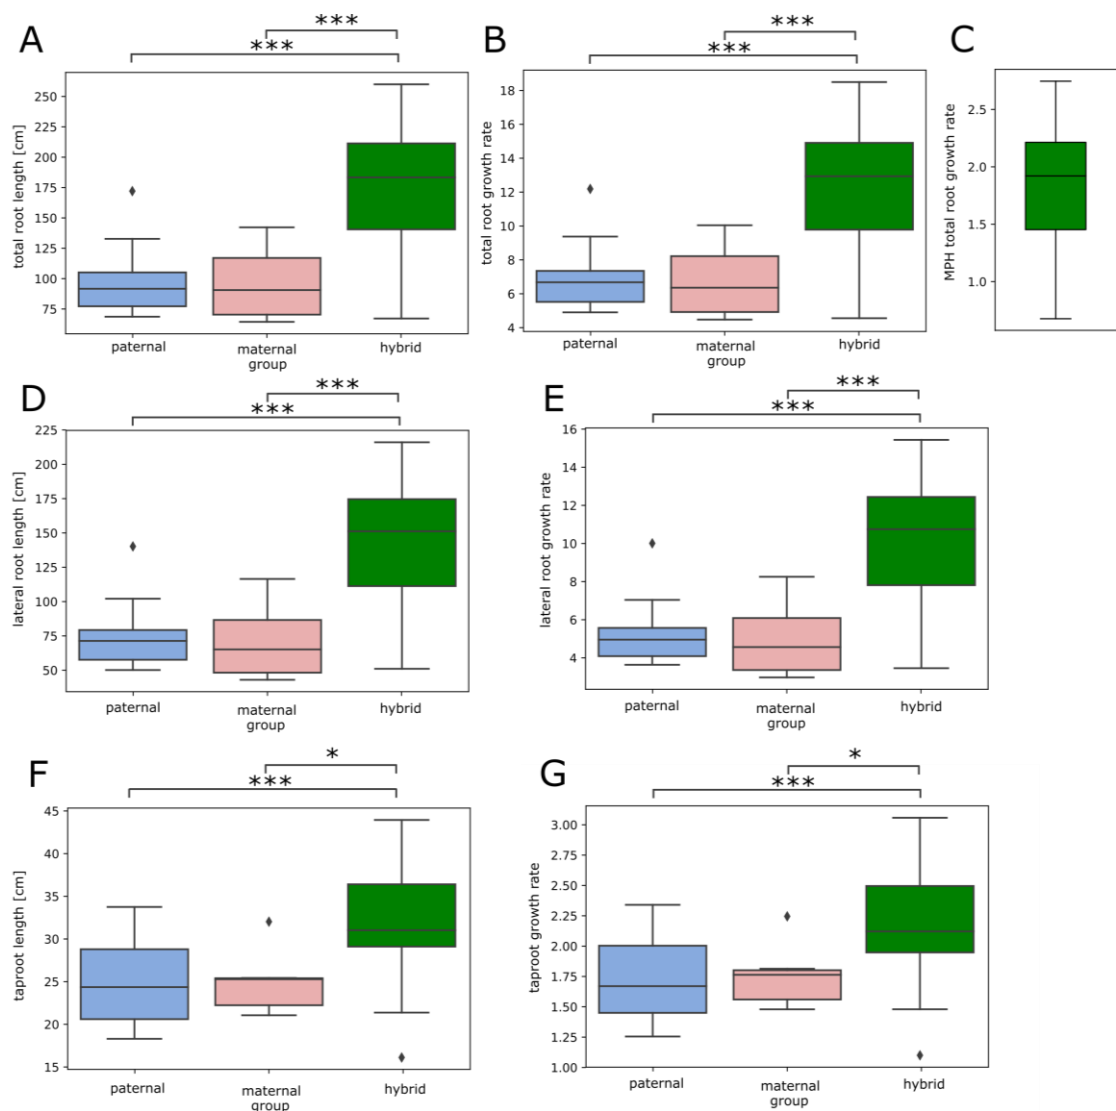 A
***
***
total root length [cm]
250
225
200
175
150
125
100
75
paternal
maternal
hybrid
group
B
***
***
total root growth rate
18
16
14
12
10
8
6
4
paternal
maternal
hybrid
group
C
MPH total root growth rate
2.5
2.0
1.5
1.0
D
***
***
lateral root length [cm]
225
200
175
150
125
100
75
50
paternal
maternal
hybrid
group
E
***
***
lateral root growth rate
16
14
12
10
8
6
4
paternal
maternal
hybrid
group
F
*
***
taproot length [cm]
45
40
35
30
25
20
15
paternal
maternal
hybrid
group
G
*
***
taproot growth rate
3.00
2.75
2.50
2.25
2.00
1.75
1.50
1.25
1.00
paternal
maternal
hybrid
group